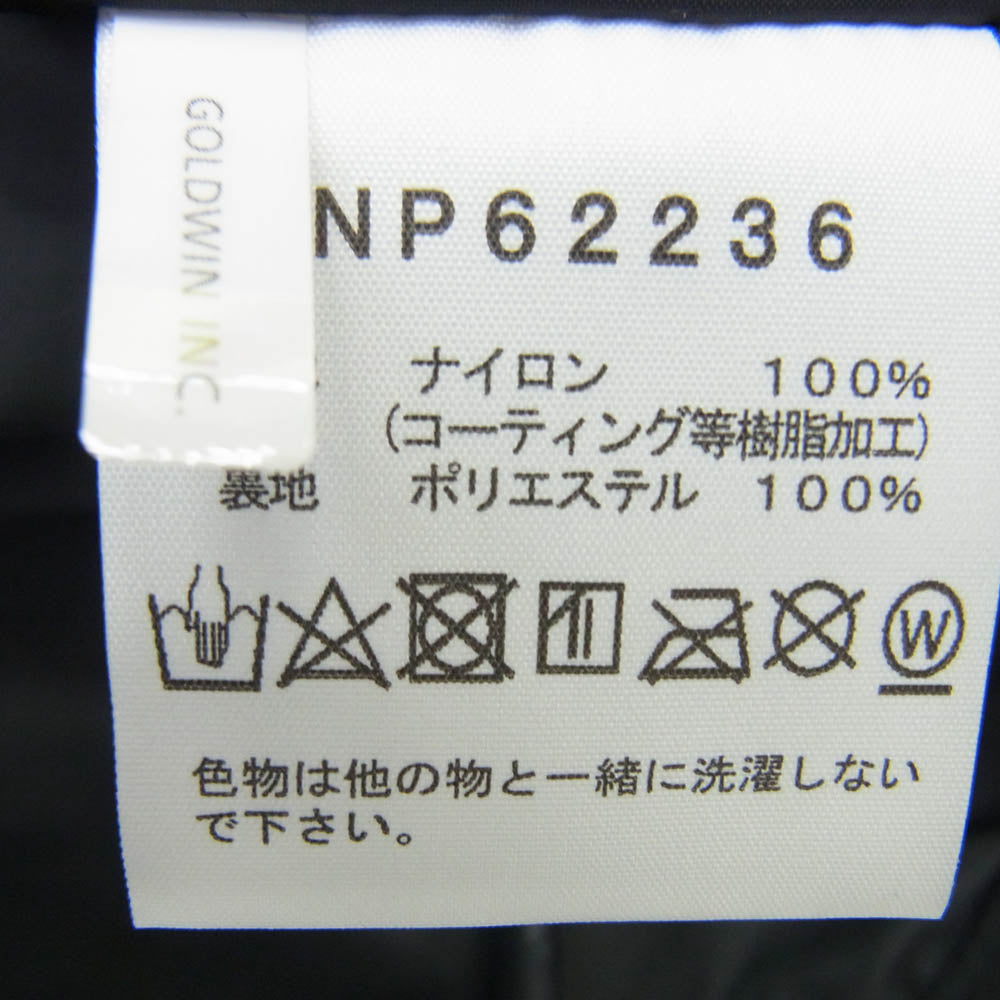 GOLDWIN INC.
NP62236
ナイロン 100%
(コーティング等樹脂加工)
裏地 ポリエステル 100%
W
色物は他の物と一緒に洗濯しない
で下さい。